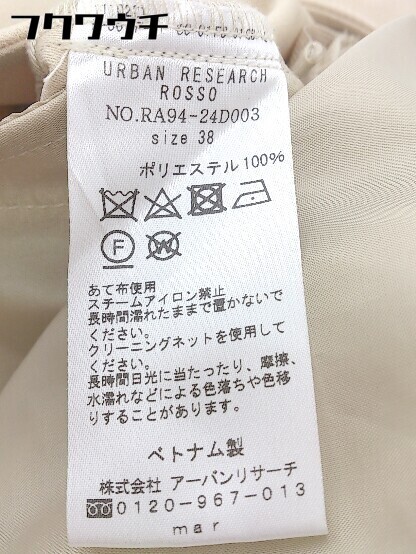 フクウクチ
URBAN RESEARCH
ROSSO
NO.RA94-24D003
size 38
ポリエステル100%
F
W
あて布使用
スチームアイロン禁止
長時間濡れたままで置かないで
ください。
クリーニングネットを使用して
ください。
長時間日光に当たったり、摩擦、
水濡れなどによる色落ちや色移
りすることがあります。
ベトナム製
株式会社 アーバンリサーチ
0120-967-013
mar